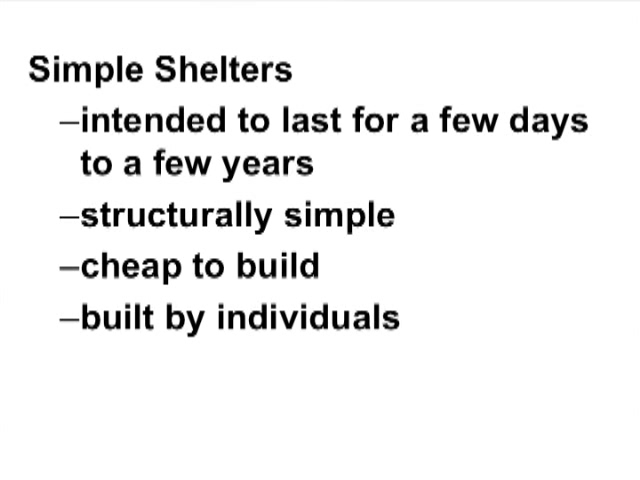 Simple Shelters
–intended to last for a few days
to a few years
–structurally simple
–cheap to build
–built by individuals